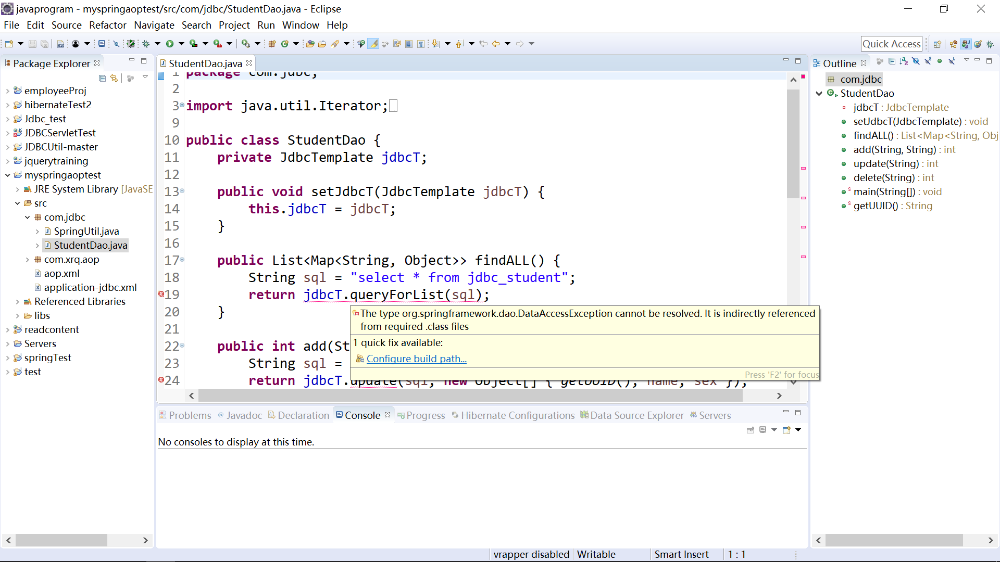 javaprogram - myspringaoptest/src/com/jdbc/StudentDao.java - Eclipse
File Edit Source Refactor Navigate Search Project Run Window Help
Quick Access
Package Explorer
employeeProj
hibernateTest2
Jdbc_test
JDBCServletTest
JDBCUtil-master
jquerytraining
myspringaoptest
JRE System Library [JavaSE
src
com.jdbc
SpringUtil.java
StudentDao.java
com.xrq.aop
aop.xml
application-jdbc.xml
Referenced Libraries
libs
readcontent
Servers
springTest
test
StudentDao.java
1 package com.jdbc;
2
3 import java.util.Iterator;
9
10 public class StudentDao {
11 private JdbcTemplate jdbcT;
12
13 public void setJdbcT(JdbcTemplate jdbcT) {
14 this.jdbcT = jdbcT;
15 }
16
17 public List<Map<String, Object>> findALL() {
18 String sql = "select * from jdbc_student";
19 return jdbcT.queryForList(sql);
20 }
21
22 public int add(St
23 String sql =
24 return jdbcT.update(sql, new Object[] { getUUID(), name, sex });
The type org.springframework.dao.DataAccessException cannot be resolved. It is indirectly referenced
from required .class files
1 quick fix available:
Configure build path...
Press 'F2' for focus
Outline
com.jdbc
StudentDao
jdbcT : JdbcTemplate
setJdbcT(JdbcTemplate) : void
findALL() : List<Map<String, Obj
add(String, String) : int
update(String) : int
delete(String) : int
main(String[]) : void
getUUID() : String
Problems @ Javadoc Declaration Console Progress Hibernate Configurations Data Source Explorer Servers
No consoles to display at this time.
vrapper disabled Writable Smart Insert 1 : 1